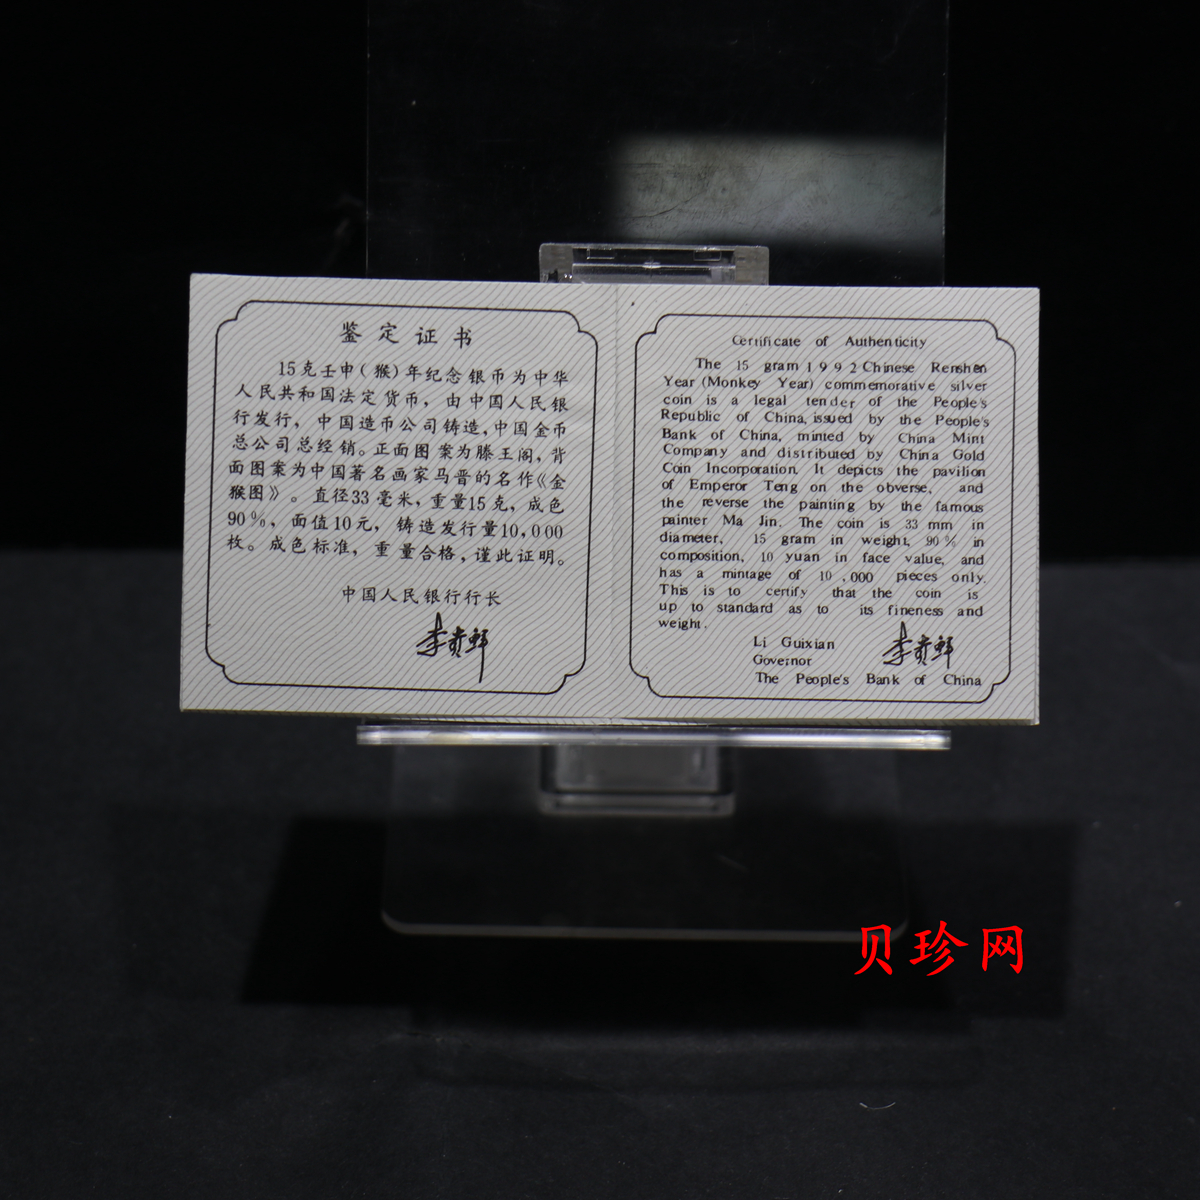 鉴定证书
15克壬申(猴)年纪念银币为中华
人民共和国法定货币，由中国人民银
行发行，中国造币公司铸造,中国金币
总公司总经销。正面图案为滕王阁，背
面图案为中国著名画家马晋的名作《金
猴图》。直径33毫米，重量15克，成色
90%，面值10元，铸造发行量10,000
枚。成色标准，重量合格，谨此证明。
中国人民银行行长
李贵鲜
Certificate of Authenticity
The 15 gram 1992 Chinese Renshen
Year (Monkey Year) commemorative silver
coin is a legal tender of the People's
Republic of China, issued by the People's
Bank of China, minted by China Mint
Company and distributed by China Gold
Coin Incorporation. It depicts the pavilion
of Emperor Teng on the obverse, and
the reverse the painting by the famous
painter Ma Jin. The coin is 33 mm in
diameter, 15 gram in weight, 90% in
composition, 10 yuan in face value, and
has a mintage of 10,000 pieces only.
This is to certify that the coin is
up to standard as to its fineness and
weight.
Li Guixian
李贵鲜
Governor
The People's Bank of China
贝珍网